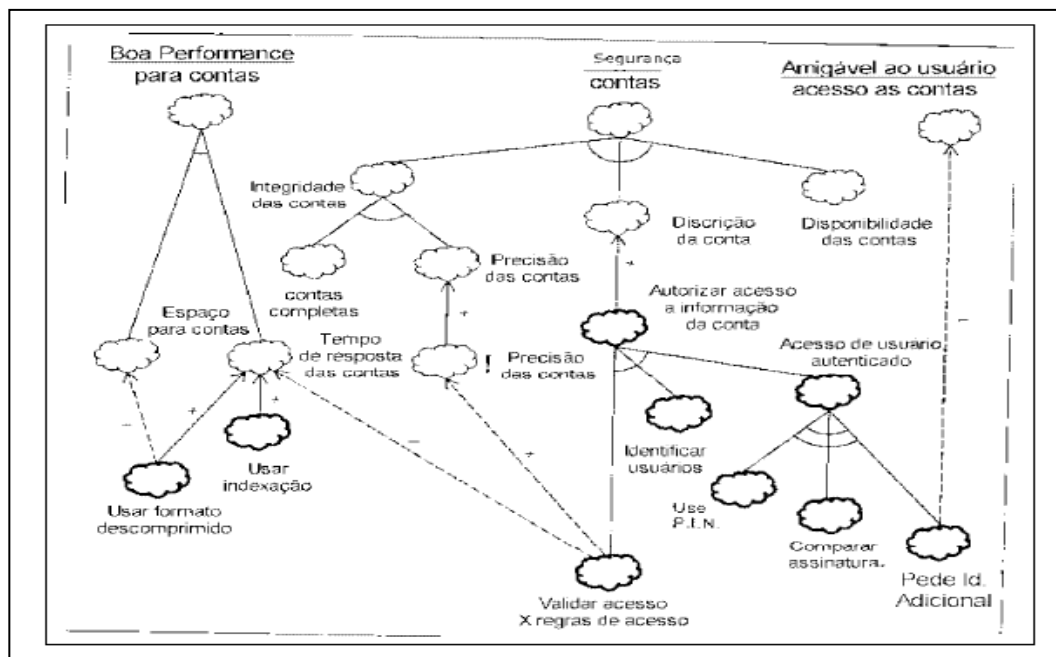 Boa Performance
para contas
Segurança
contas
Amigável ao usuário
acesso as contas
Integridade
das contas
Discrição
da conta
Disponibilidade
das contas
contas
completas
Precisão
das contas
Autorizar acesso
a informação
da conta
Espaço
para contas
Tempo
de resposta
das contas
! Precisão
das contas
Acesso de usuário
autenticado
+
+
-
-
+
+
Usar
indexação
Identificar
usuários
-
+
Usar formato
descomprimido
Use
P.I.N.
Comparar
assinatura.
Pede Id.
Adicional
Validar acesso
X regras de acesso